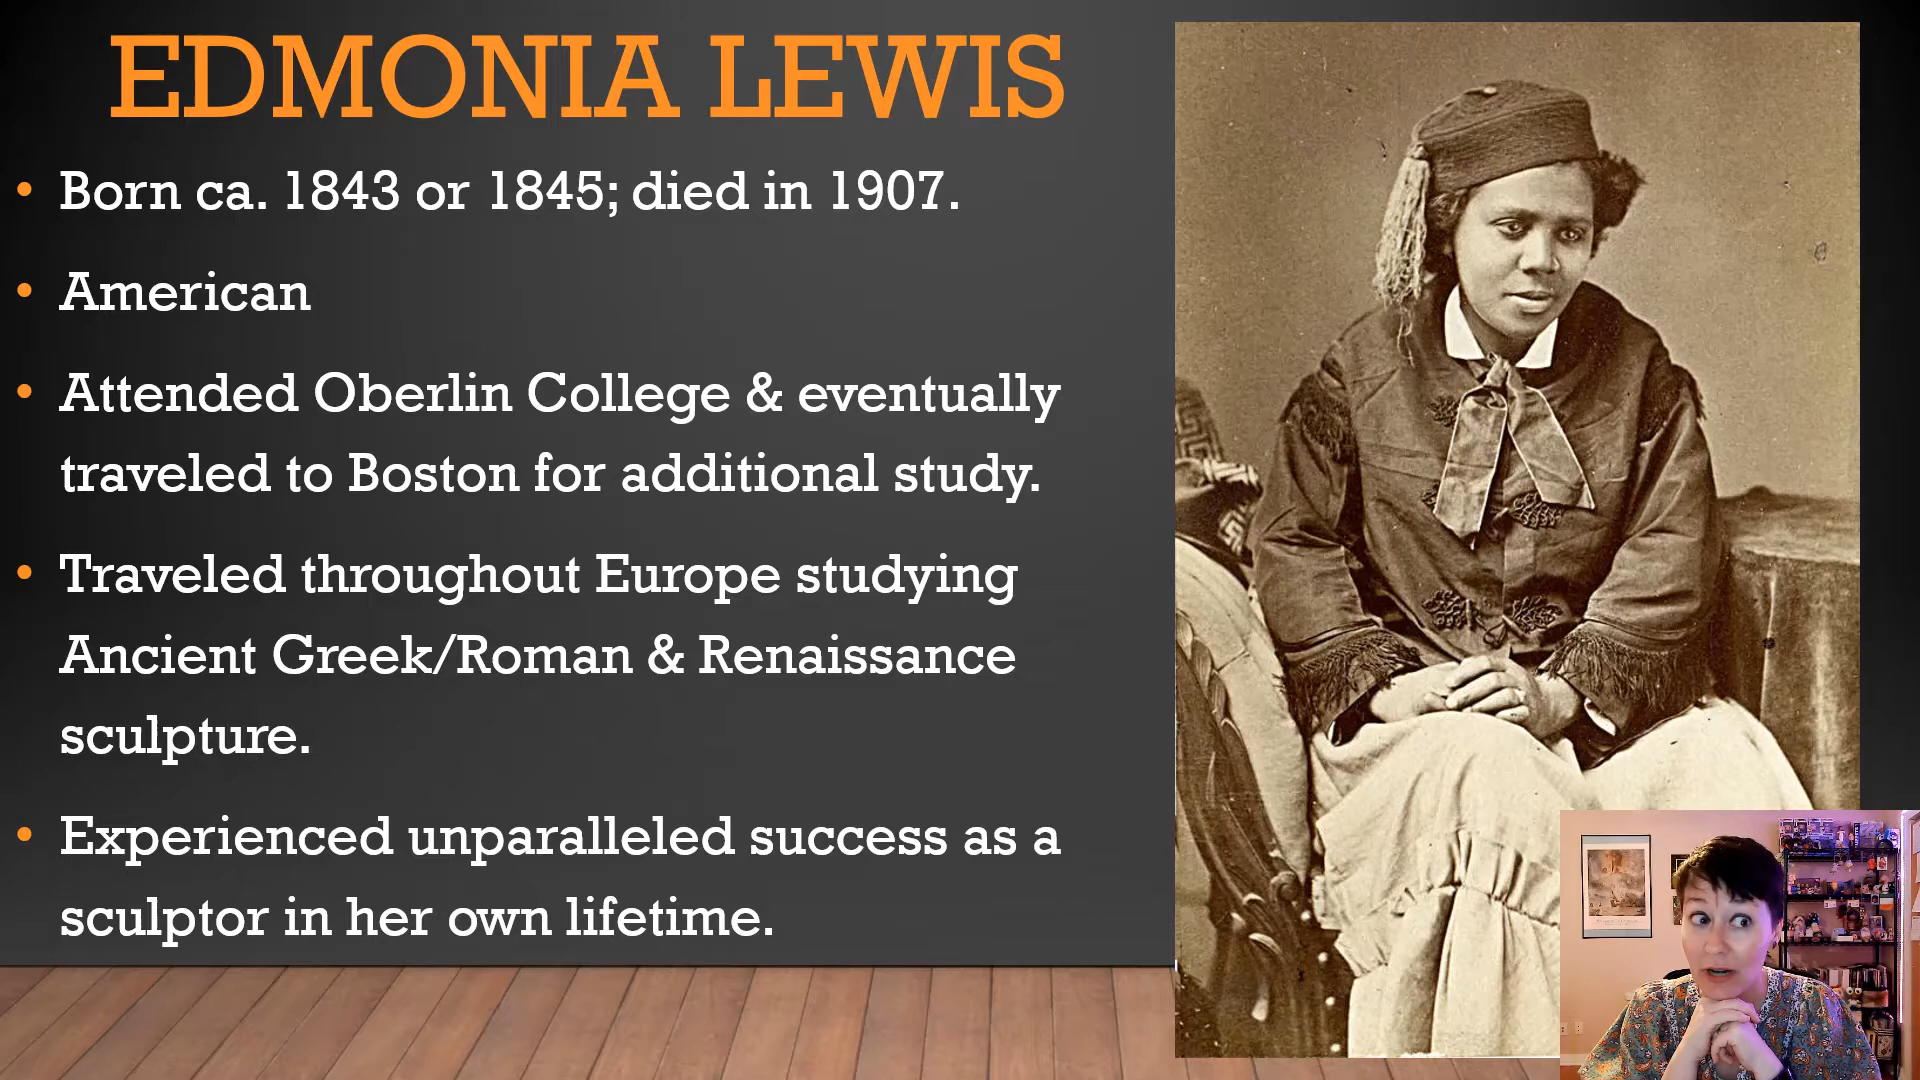 EDMONIA LEWIS
• Born ca. 1843 or 1845; died in 1907.
• American
• Attended Oberlin College & eventually
traveled to Boston for additional study.
• Traveled throughout Europe studying
Ancient Greek/Roman & Renaissance
sculpture.
• Experienced unparalleled success as a
sculptor in her own lifetime.